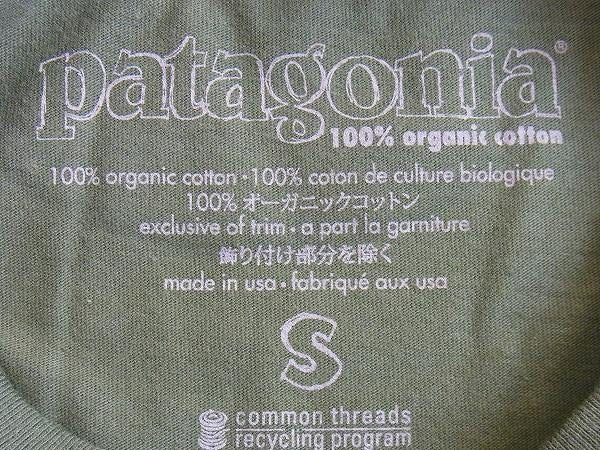 patagonia®
100% organic cotton
100% organic cotton · 100% coton de culture biologique
100% オーガニックコットン
exclusive of trim · a part la garniture
飾り付け部分を除く
made in usa · fabriqué aux usa
S
common threads
recycling program